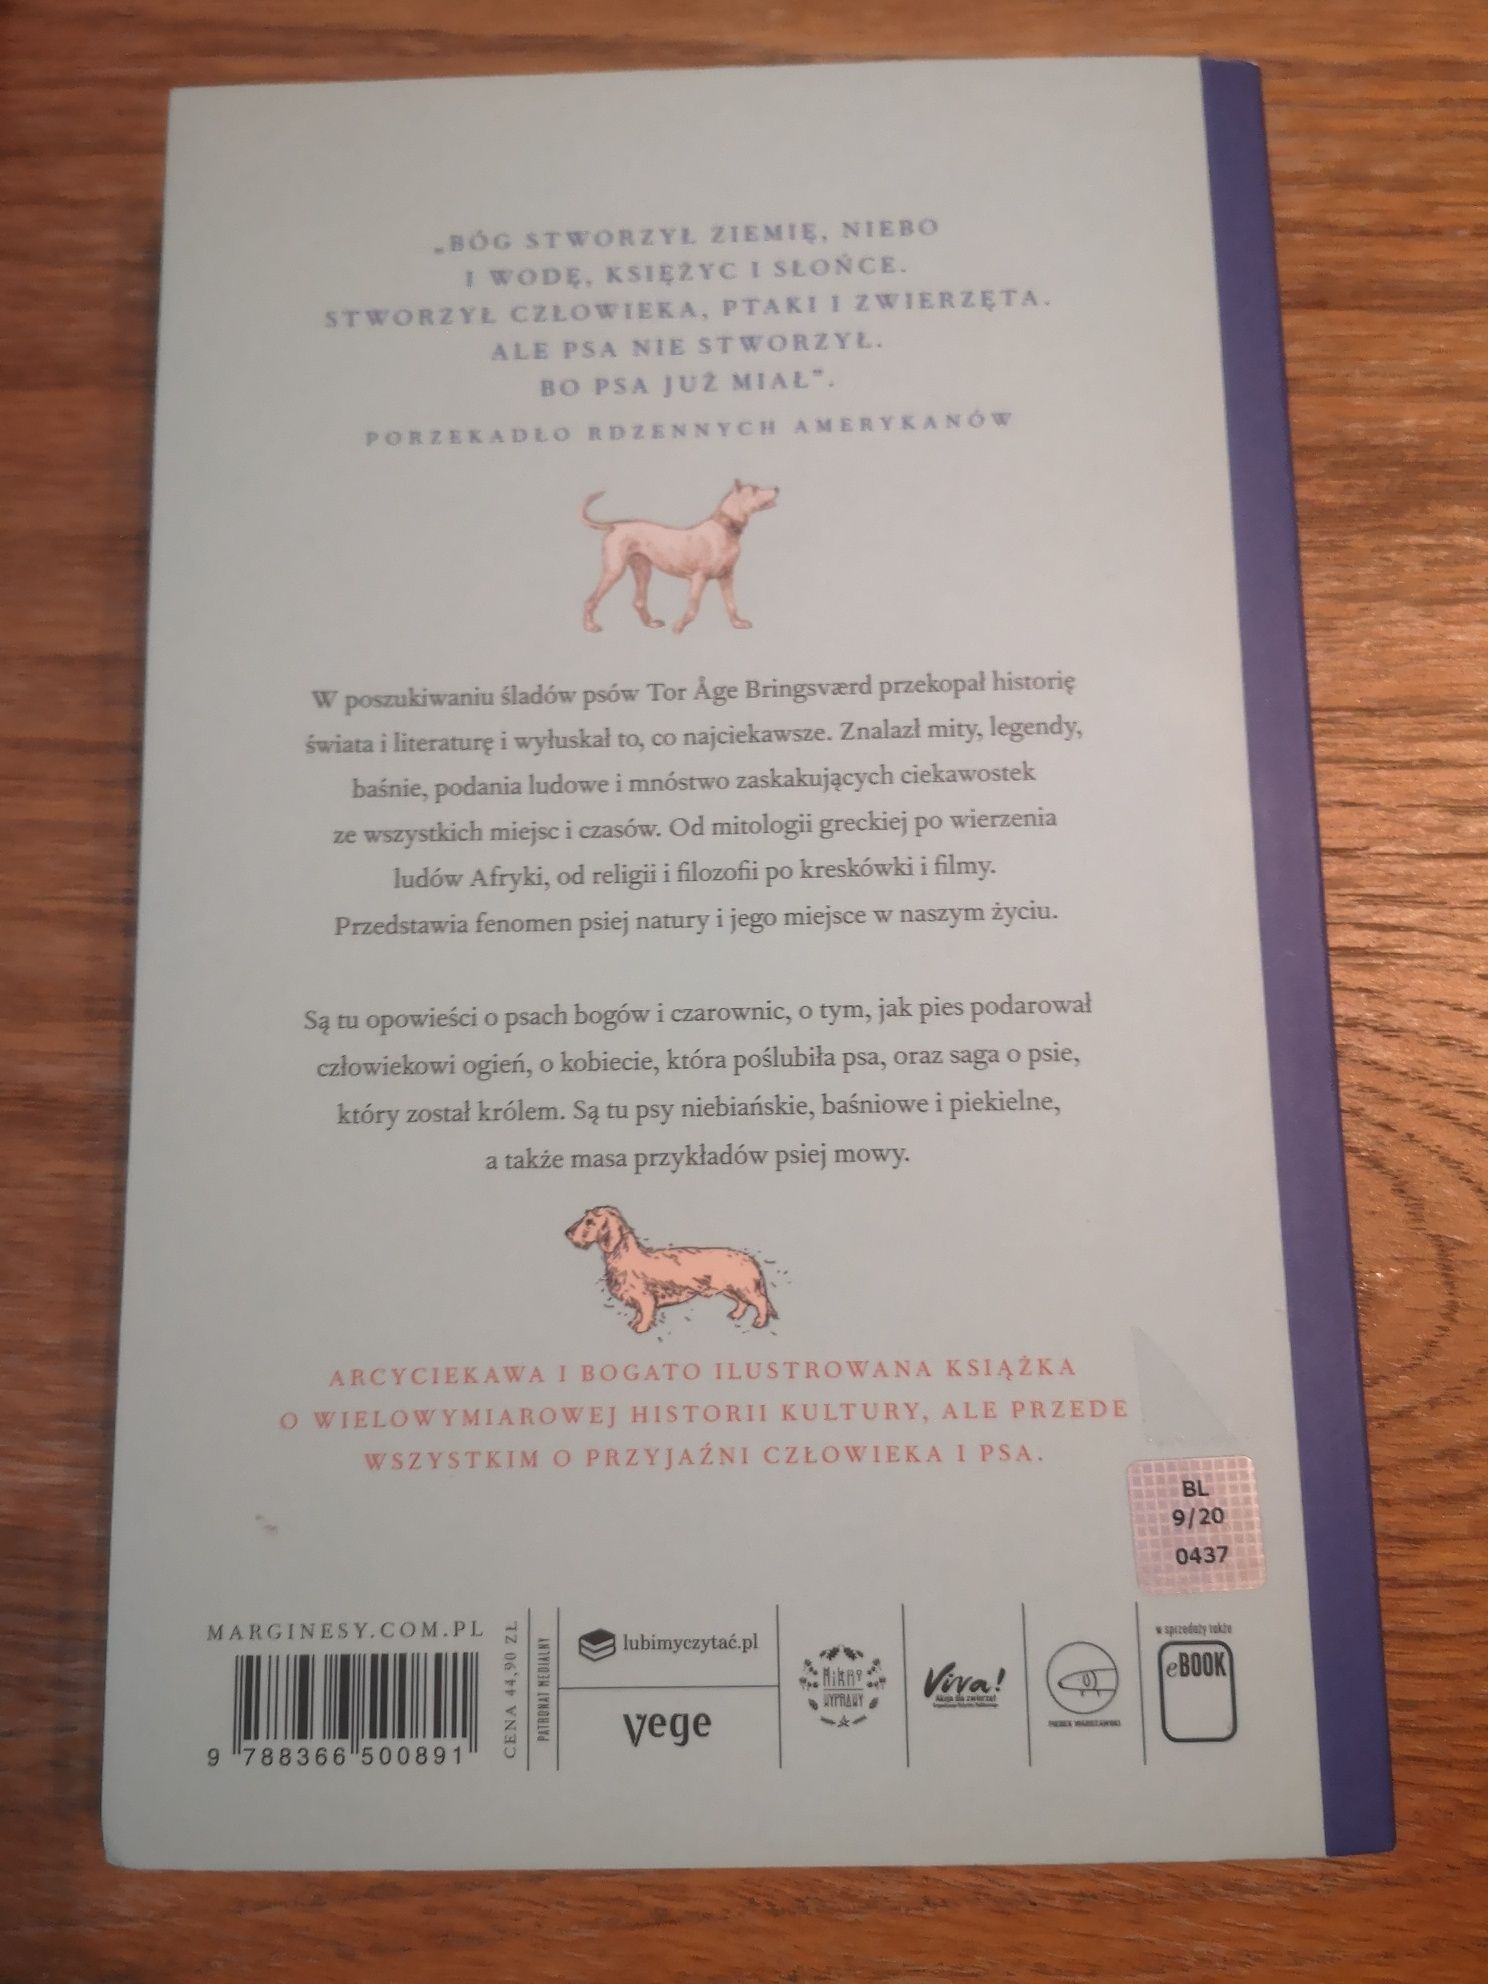 „BÓG STWORZYŁ ZIEMIĘ, NIEBO
I WODĘ, KSIĘŻYC I SŁOŃCE.
STWORZYŁ CZŁOWIEKA, PTAKI I ZWIERZĘTA.
ALE PSA NIE STWORZYŁ.
BO PSA JUŻ MIAŁ”.
PORZEKADŁO RDZENNYCH AMERYKANÓW
W poszukiwaniu śladów psów Tor Åge Bringsværd przekopał historię
świata i literaturę i wyłuskał to, co najciekawsze. Znalazł mity, legendy,
baśnie, podania ludowe i mnóstwo zaskakujących ciekawostek
ze wszystkich miejsc i czasów. Od mitologii greckiej po wierzenia
ludów Afryki, od religii i filozofii po kreskówki i filmy.
Przedstawia fenomen psiej natury i jego miejsce w naszym życiu.
Są tu opowieści o psach bogów i czarownic, o tym, jak pies podarował
człowiekowi ogień, o kobiecie, która poślubiła psa, oraz saga o psie,
który został królem. Są tu psy niebiańskie, baśniowe i piekielne,
a także masa przykładów psiej mowy.
ARCYCIEKAWA I BOGATO ILUSTROWANA KSIĄŻKA
O WIELOWYMIAROWEJ HISTORII KULTURY, ALE PRZEDE
WSZYSTKIM O PRZYJAŹNI CZŁOWIEKA I PSA.
BL
9/20
0437
MARGINESY.COM.PL
9 788366 500891
CENA 44,90 ZŁ
PATRONAT MEDIALNY
lubimyczytać.pl
vege
MiKRo
WYPRAWY
Viva!
Akcja dla zwierząt
w sprzedaży także
eBOOK